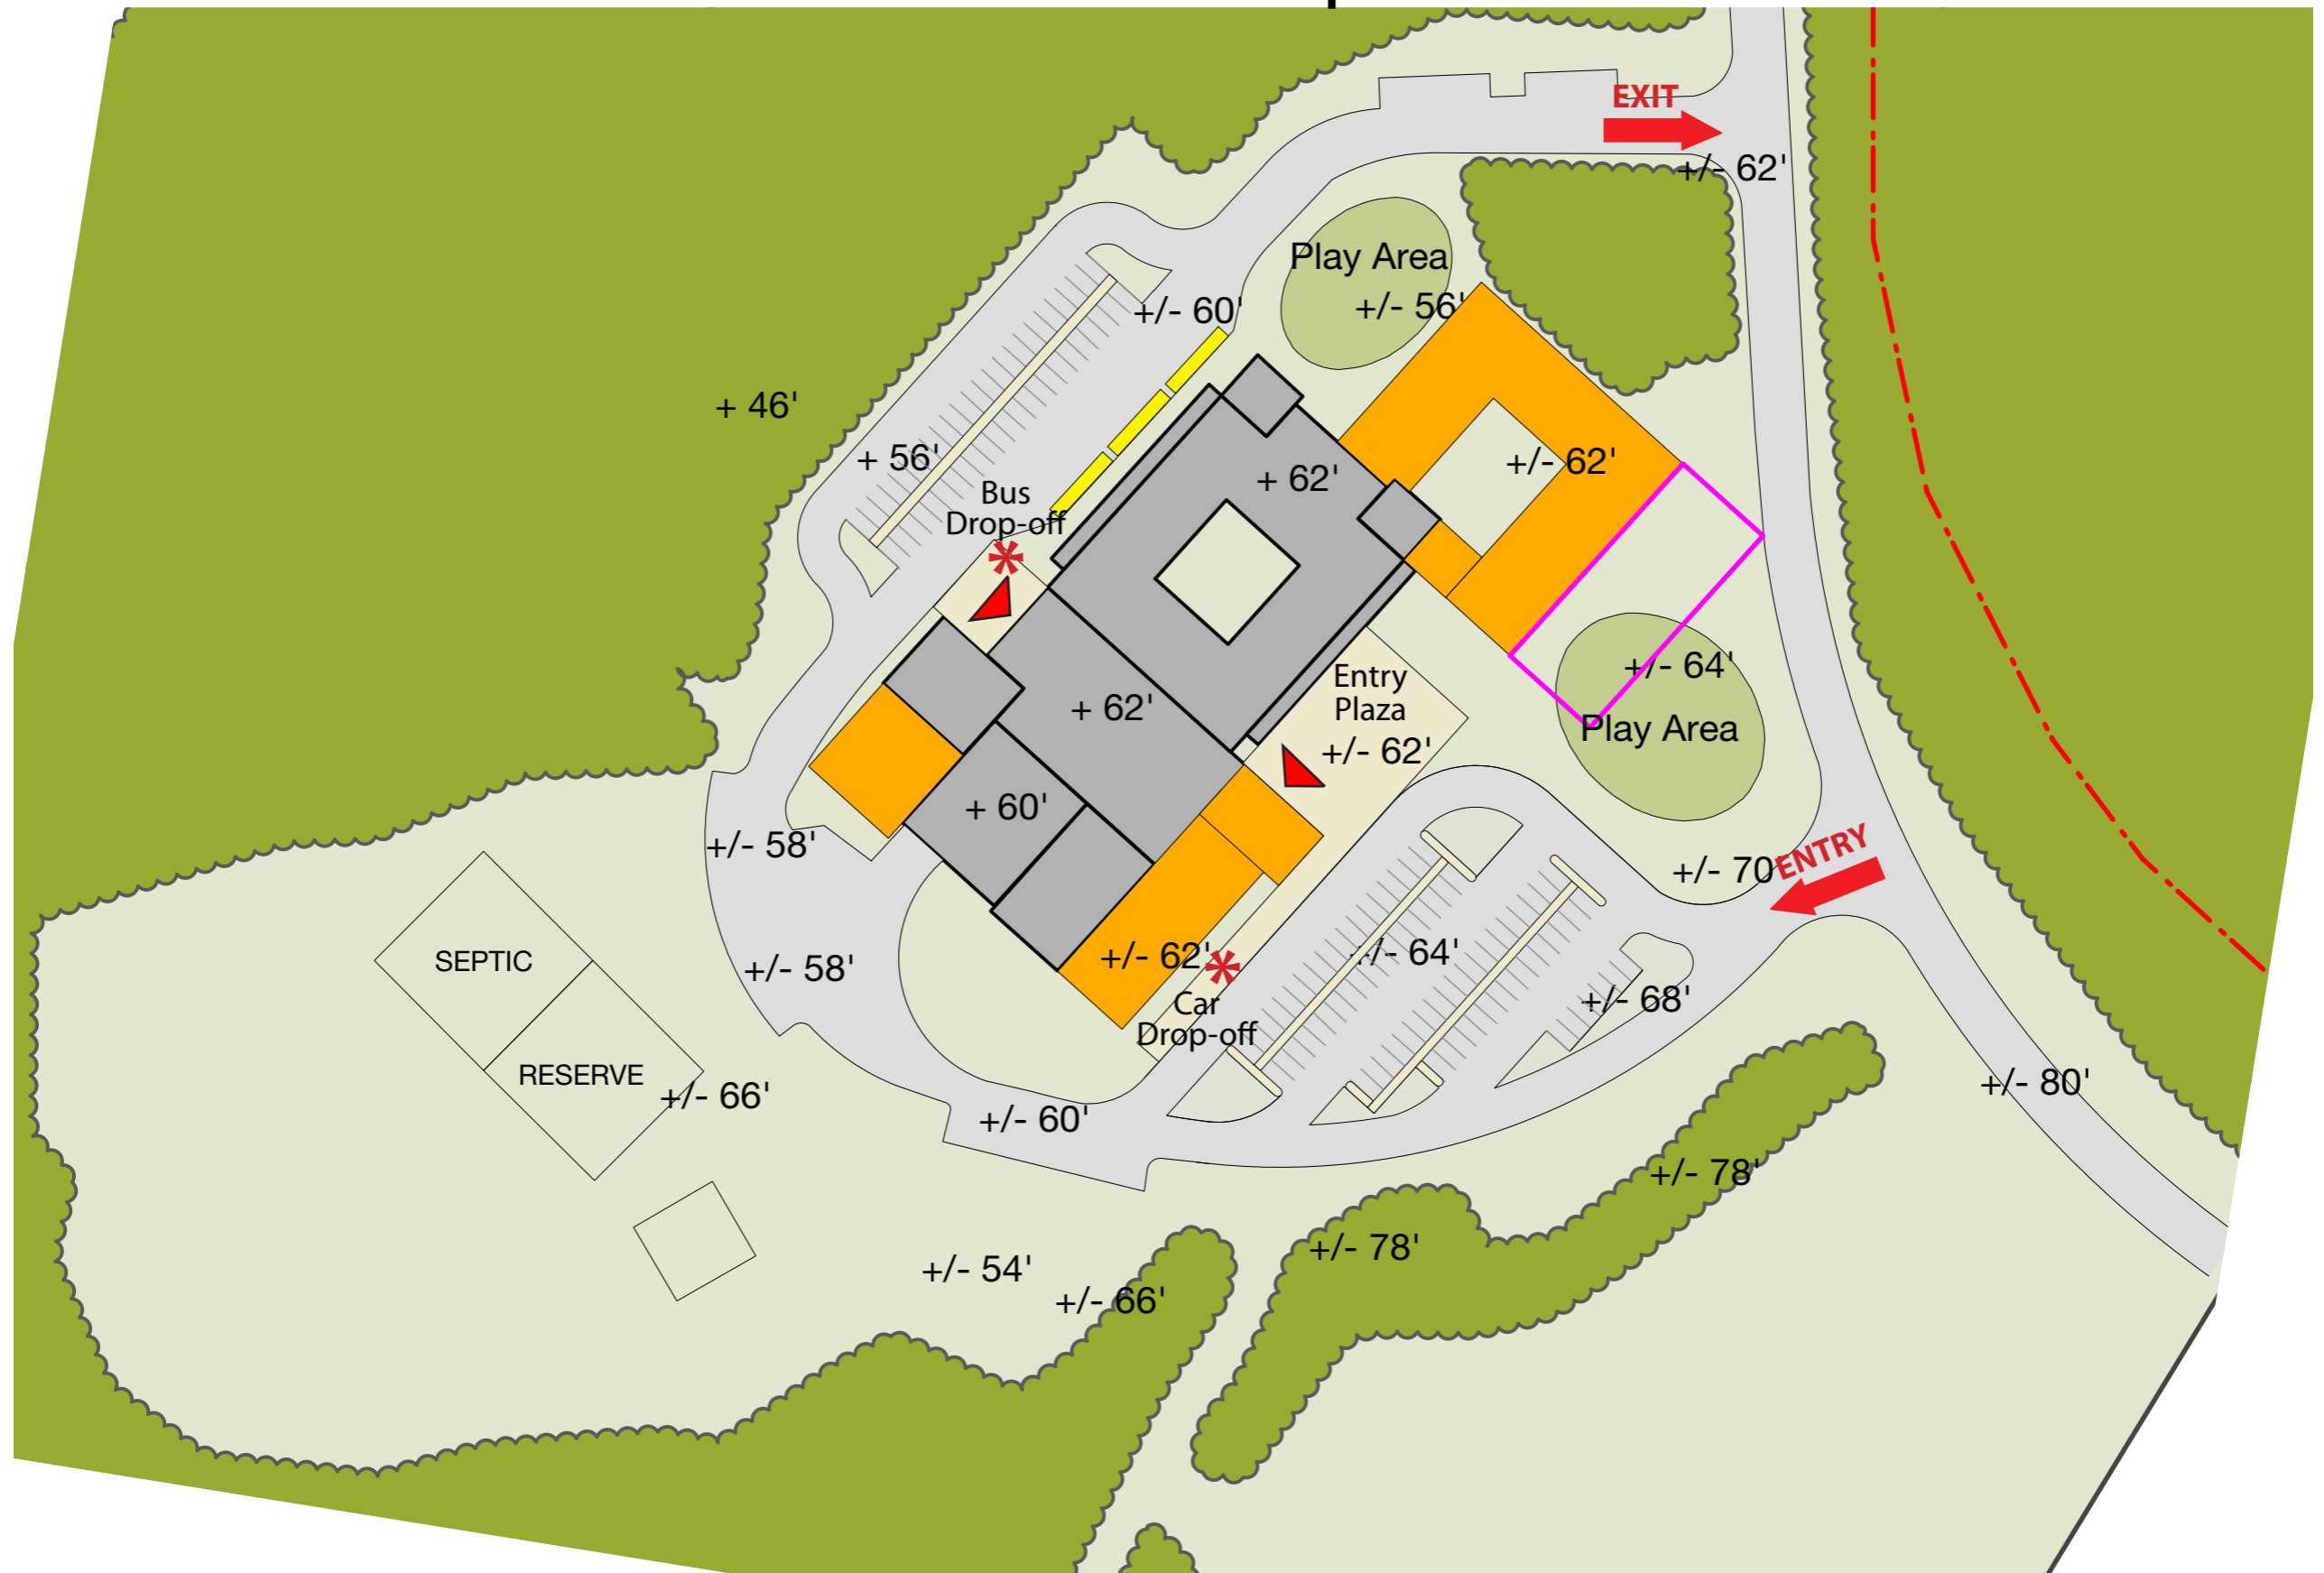 EXIT
+/- 62'
Play Area
+/- 56'
+/- 60'
+ 46'
+ 56'
+ 62'
+/- 62'
Bus
Drop-off
*
+/- 64'
Play Area
Entry
Plaza
+/- 62'
+ 62'
+ 60'
+/- 58'
+/- 70'
ENTRY
SEPTIC
+/- 58'
+/- 62'
*
Car
Drop-off
+/- 64'
+/- 68'
RESERVE
+/- 66'
+/- 60'
+/- 80'
+/- 78'
+/- 78'
+/- 54'
+/- 66'